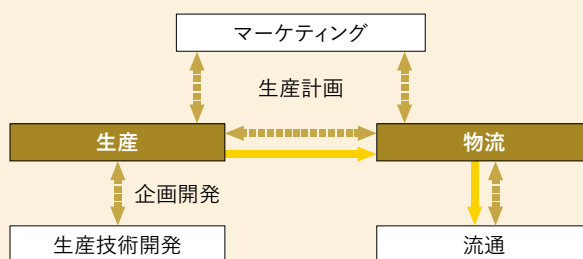 マーケティング
生産計画
生産
物流
企画開発
生産技術開発
流通